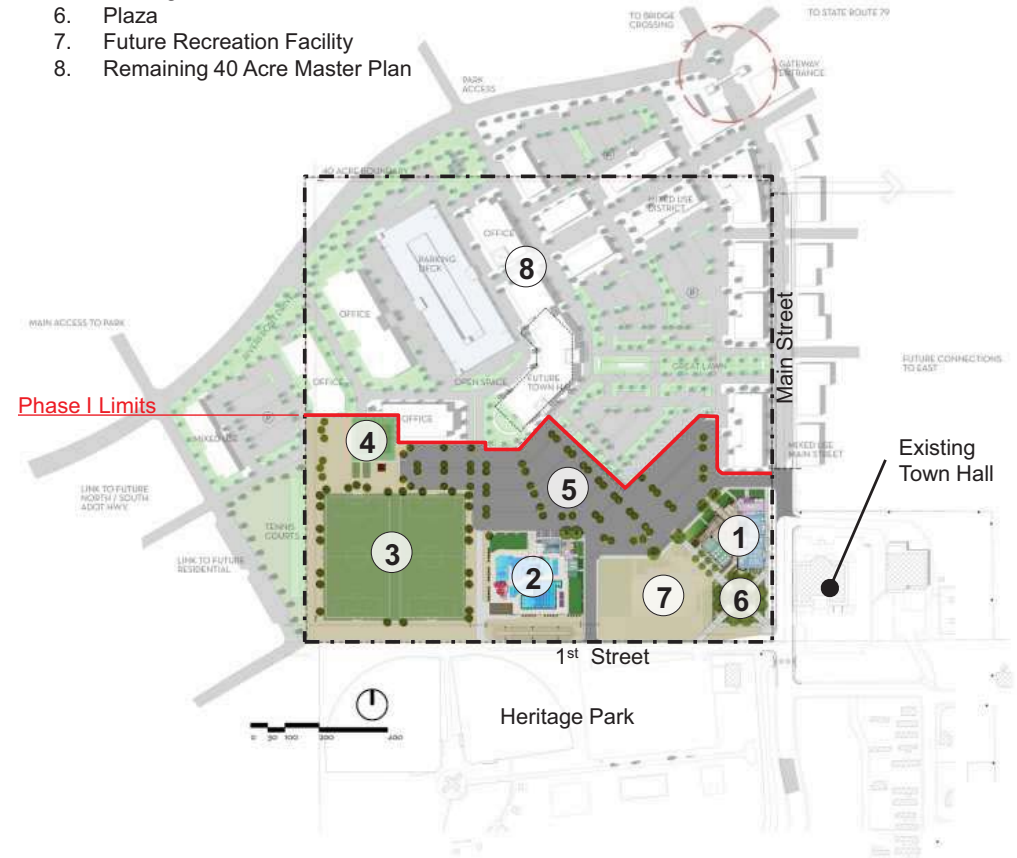 6. Plaza
7. Future Recreation Facility
8. Remaining 40 Acre Master Plan
TO BRIDGE
CROSSING
TO STATE ROUTE 79
GATEWAY
ENTRANCE
PARK
ACCESS
40 ACRE BOUNDARY
MIXED USE
DISTRICT
OFFICE
8
PARKING
DECK
OFFICE
MAIN ACCESS TO PARK
Main Street
FUTURE CONNECTIONS
TO EAST
GREAT LAWN
OPEN SPACE
FUTURE
TOWN HALL
OFFICE
Phase I Limits
OFFICE
MIXED USE
4
MIXED USE
MAIN STREET
Existing
Town Hall
5
LINK TO FUTURE
NORTH / SOUTH
ADOT HWY.
TENNIS
COURTS
1
3
LINK TO FUTURE
RESIDENTIAL
2
7
6
1st Street
Heritage Park
0 50 100 200 400